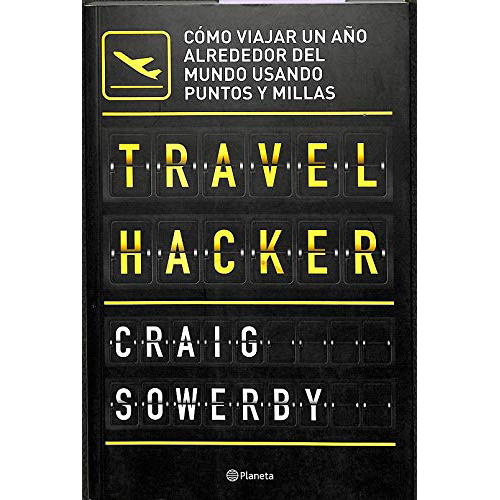 CÓMO VIAJAR UN AÑO
ALREDEDOR DEL
MUNDO USANDO
PUNTOS Y MILLAS
TRAVEL
HACKER
CRAIG
SOWERBY
Planeta